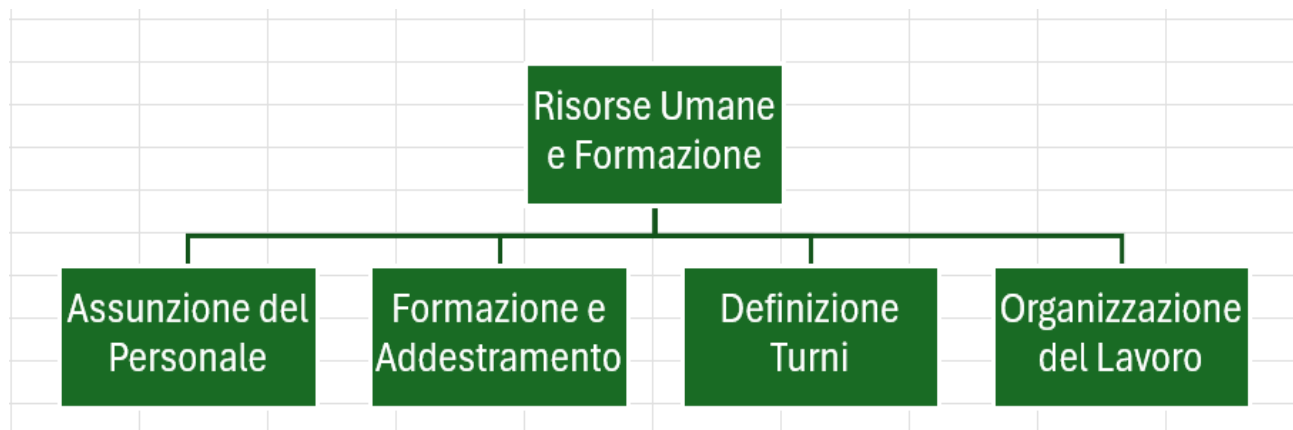 Risorse Umane
e Formazione
Assunzione del
Personale
Formazione e
Addestramento
Definizione
Turni
Organizzazione
del Lavoro